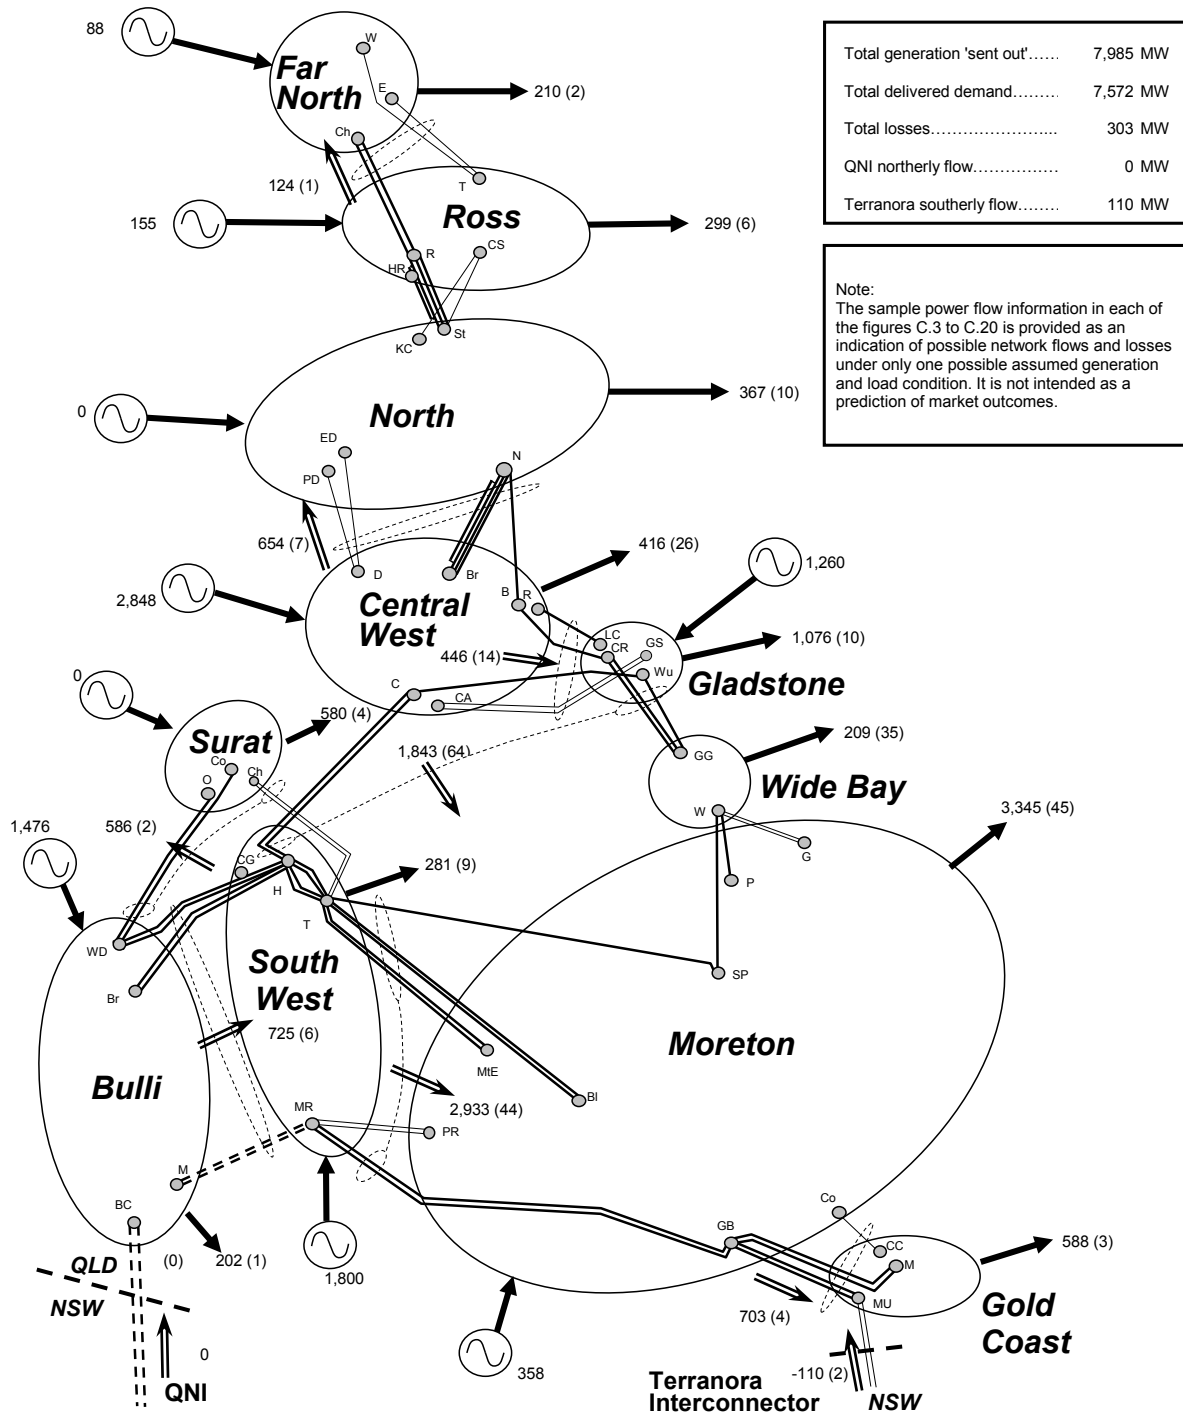 88
W
Far
North
E
210 (2)
Ch
124 (1)
T
155
Ross
299 (6)
CS
R
HR
St
KC
0
North
367 (10)
ED
PD
N
654 (7)
416 (26)
2,848
D
Br
1,260
Central
West
B
R
LC
CR
GS
1,076 (10)
446 (14)
Wu
Gladstone
0
C
CA
580 (4)
Surat
1,843 (64)
209 (35)
GG
Wide Bay
Co
Ch
O
W
3,345 (45)
1,476
586 (2)
CG
281 (9)
G
H
P
T
WD
South
West
SP
Br
725 (6)
Moreton
MtE
Bulli
Bl
2,933 (44)
MR
PR
M
BC
Co
GB
CC
588 (3)
QLD
(0)
202 (1)
M
NSW
1,800
MU
Gold
Coast
703 (4)
0
358
-110 (2)
QNI
Terranora
Interconnector
NSW
Total generation 'sent out'...... 7,985 MW
Total delivered demand......... 7,572 MW
Total losses........................ 303 MW
QNI northerly flow................ 0 MW
Terranora southerly flow........ 110 MW
Note:
The sample power flow information in each of
the figures C.3 to C.20 is provided as an
indication of possible network flows and losses
under only one possible assumed generation
and load condition. It is not intended as a
prediction of market outcomes.